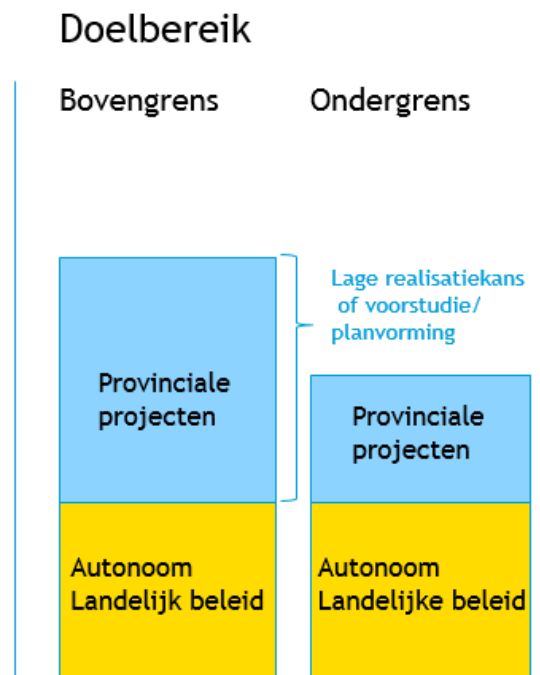 Doelbereik
Bovengrens
Ondergrens
Lage realisatiekans
of voorstudie/
planvorming
Provinciale
projecten
Provinciale
projecten
Autonoom
Landelijk beleid
Autonoom
Landelijke beleid